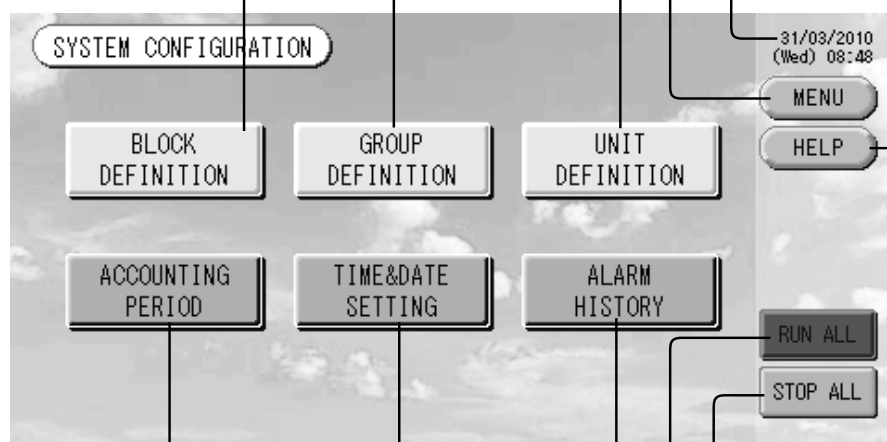 SYSTEM CONFIGURATION
31/03/2010
(Wed) 08:48
MENU
HELP
BLOCK
DEFINITION
GROUP
DEFINITION
UNIT
DEFINITION
ACCOUNTING
PERIOD
TIME&DATE
SETTING
ALARM
HISTORY
RUN ALL
STOP ALL